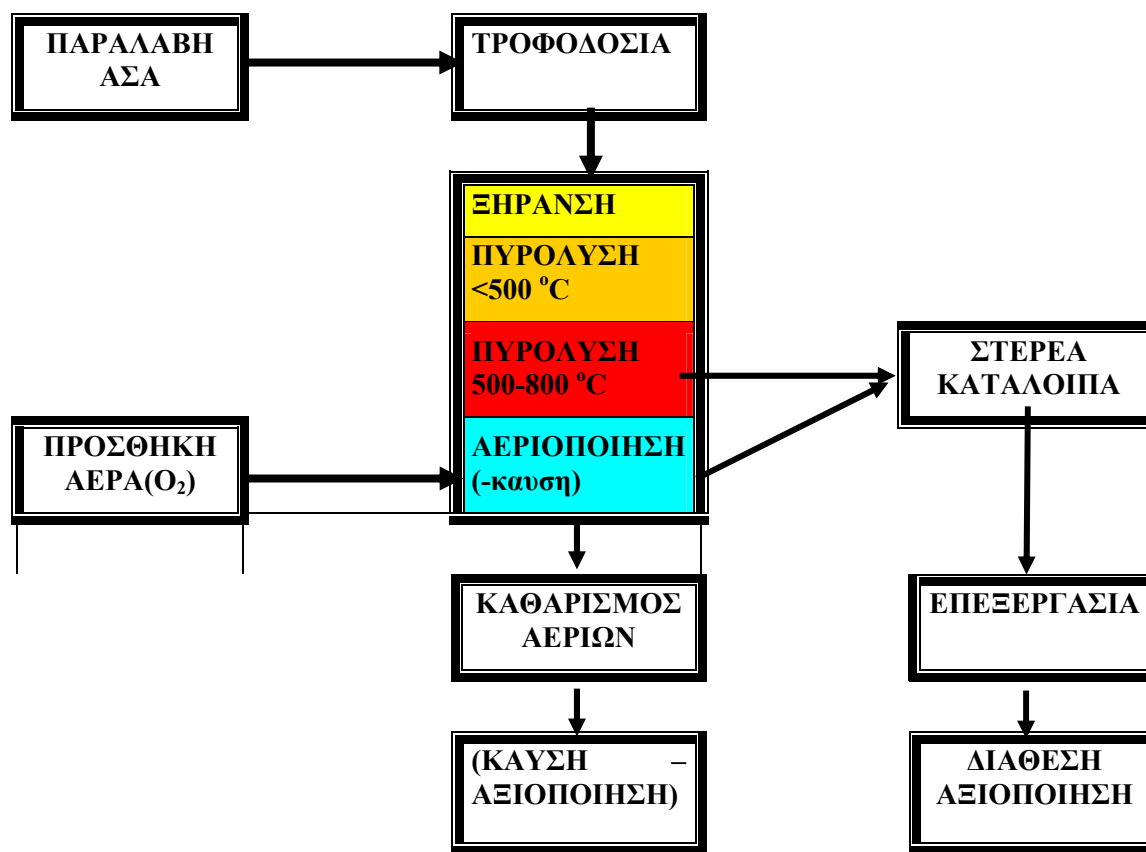 ΠΑΡΑΛΑΒΗ
ΑΣΑ
ΤΡΟΦΟΔΟΣΙΑ
ΞΗΡΑΝΣΗ
ΠΥΡΟΛΥΣΗ
<500 °C
ΠΥΡΟΛΥΣΗ
500-800 °C
ΣΤΕΡΕΑ
ΚΑΤΑΛΟΙΠΑ
ΠΡΟΣΘΗΚΗ
ΑΕΡΑ(O₂)
ΑΕΡΙΟΠΟΙΗΣΗ
(-καυση)
ΚΑΘΑΡΙΣΜΟΣ
ΑΕΡΙΩΝ
ΕΠΕΞΕΡΓΑΣΙΑ
(ΚΑΥΣΗ –
ΑΞΙΟΠΟΙΗΣΗ)
ΔΙΑΘΕΣΗ
ΑΞΙΟΠΟΙΗΣΗ